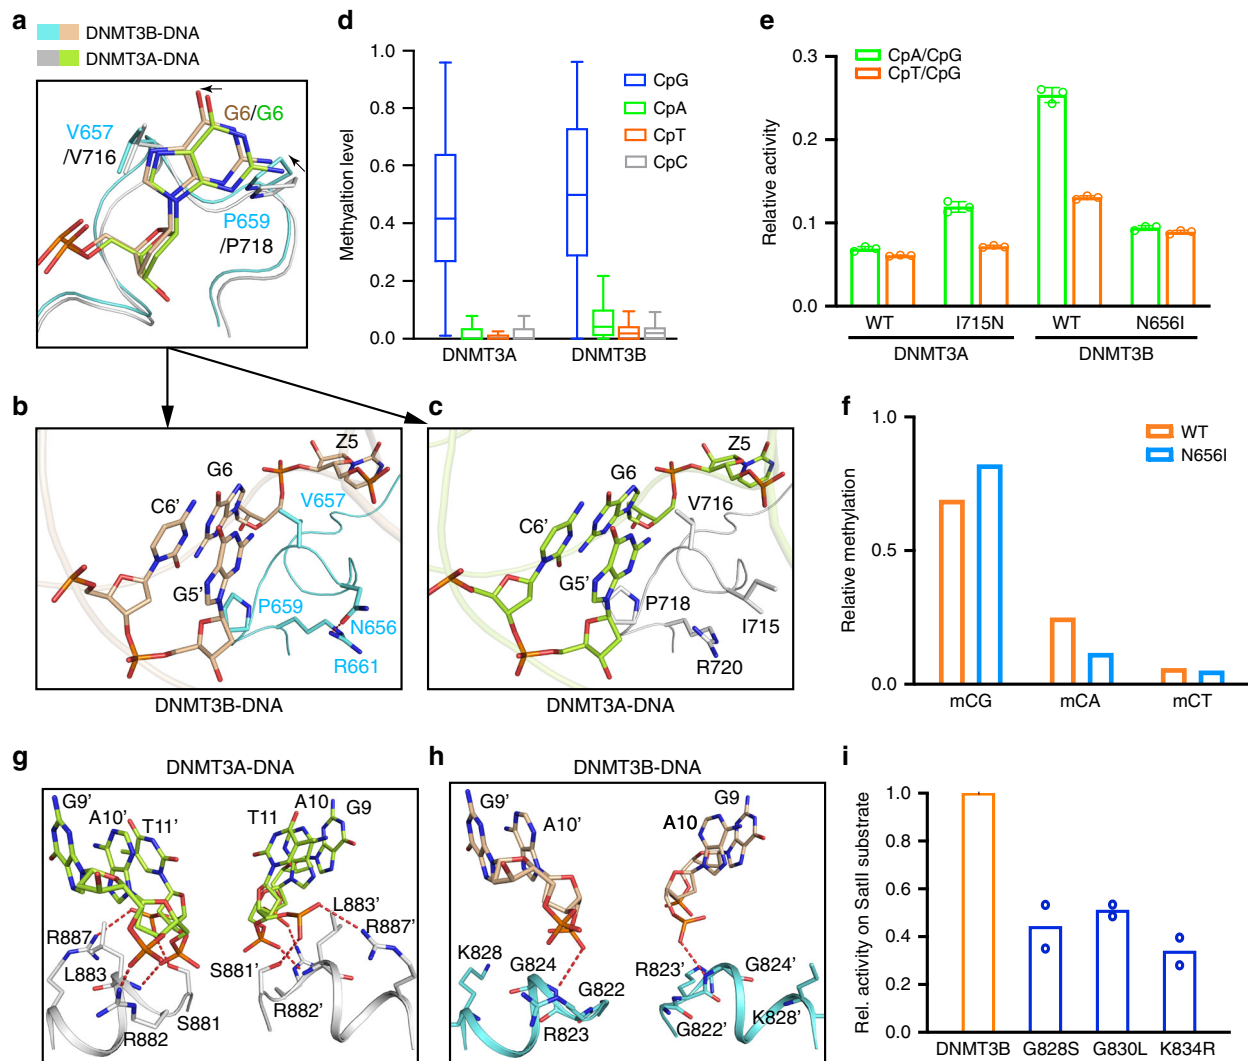 a
DNMT3B-DNA
DNMT3A-DNA
G6/G6
V657
/V716
P659
/P718
d
Methyaltion level
1.0
0.8
0.6
0.4
0.2
0.0
CpG
CpA
CpT
CpC
DNMT3A
DNMT3B
e
CpA/CpG
CpT/CpG
Relative activity
0.3
0.2
0.1
0.0
WT
I715N
WT
N656I
DNMT3A
DNMT3B
b
Z5
G6
V657
C6'
G5'
P659
N656
R661
DNMT3B-DNA
c
Z5
G6
V716
C6'
G5'
P718
I715
R720
DNMT3A-DNA
f
Relative methylation
1.0
0.5
0.0
WT
N656I
mCG
mCA
mCT
g
DNMT3A-DNA
G9'
A10'
T11'
A10
T11
G9
L883'
R887
R887'
L883
S881'
S881
R882
R882'
h
DNMT3B-DNA
G9'
A10'
G9
A10
K828
G824
G822
R823
R823'
G824'
G822'
K828'
i
Rel. activity on SatII substrate
1.0
0.8
0.6
0.4
0.2
0.0
DNMT3B
G828S
G830L
K834R